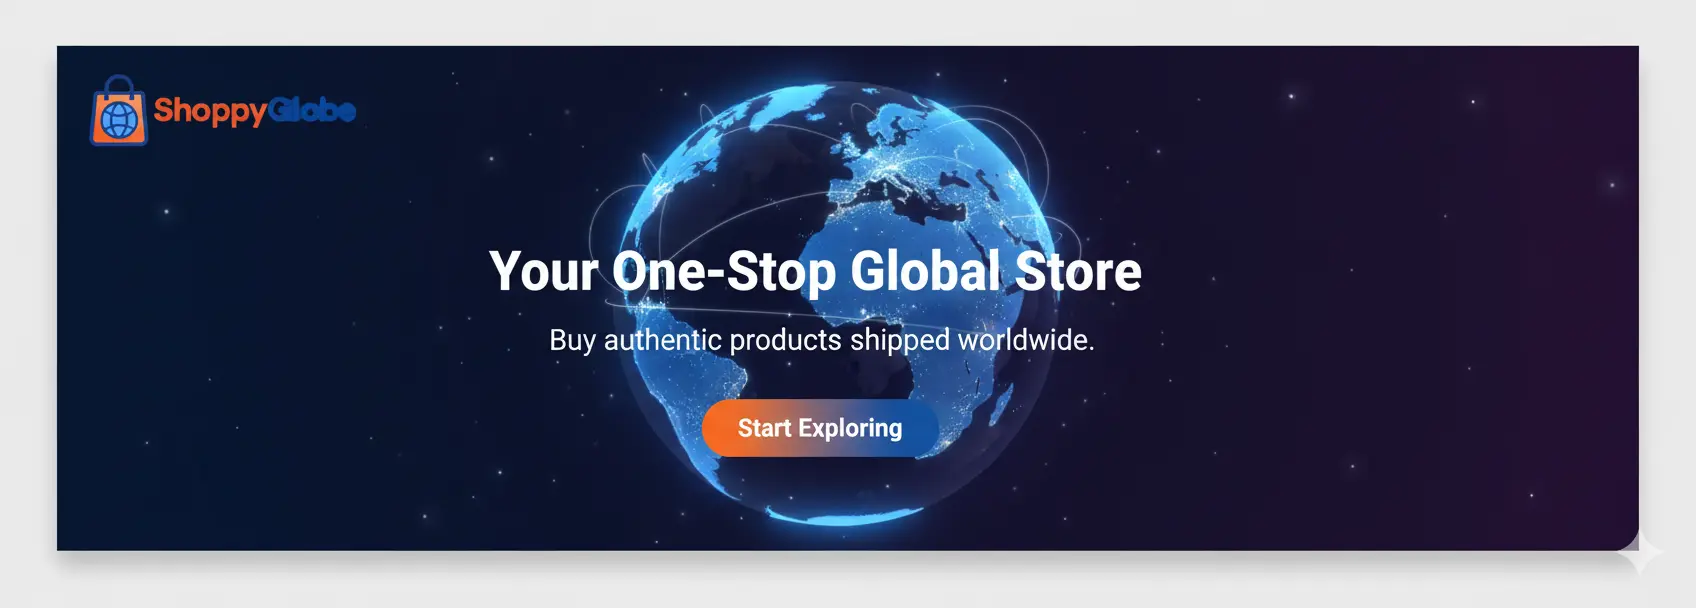 ShoppyGlobe
Your One-Stop Global Store
Buy authentic products shipped worldwide.
Start Exploring